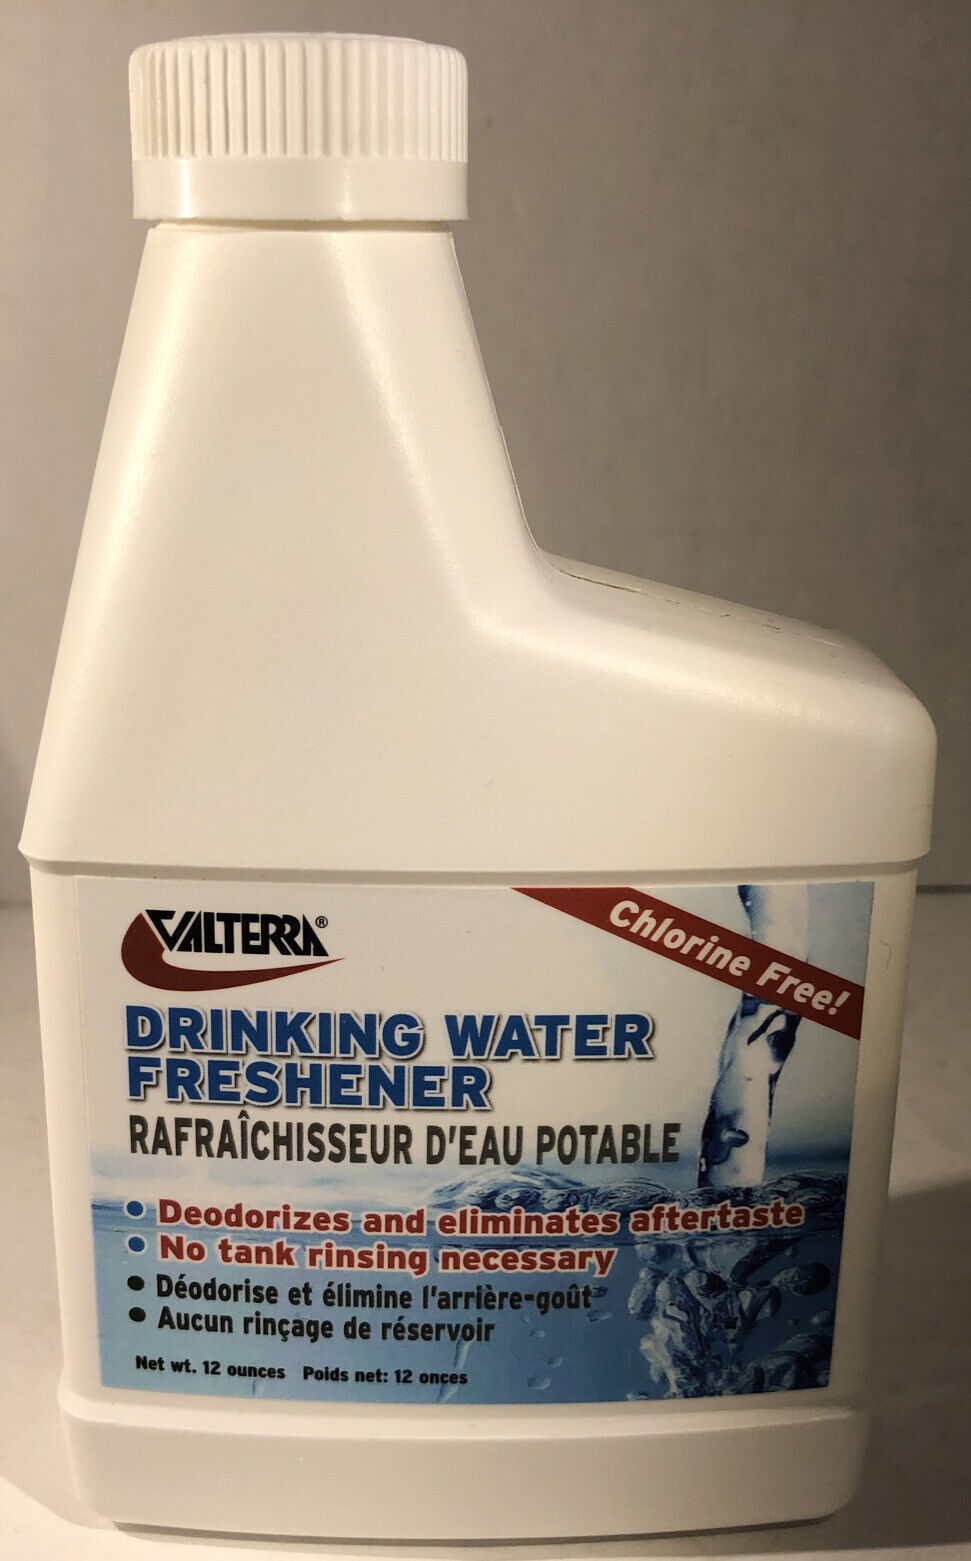 VALTERRA®
Chlorine Free!
DRINKING WATER
FRESHENER
RAFRAÎCHISSEUR D'EAU POTABLE
• Deodorizes and eliminates aftertaste
• No tank rinsing necessary
• Déodorise et élimine l'arrière-goût
• Aucun rinçage de réservoir
Net wt. 12 ounces Poids net: 12 onces